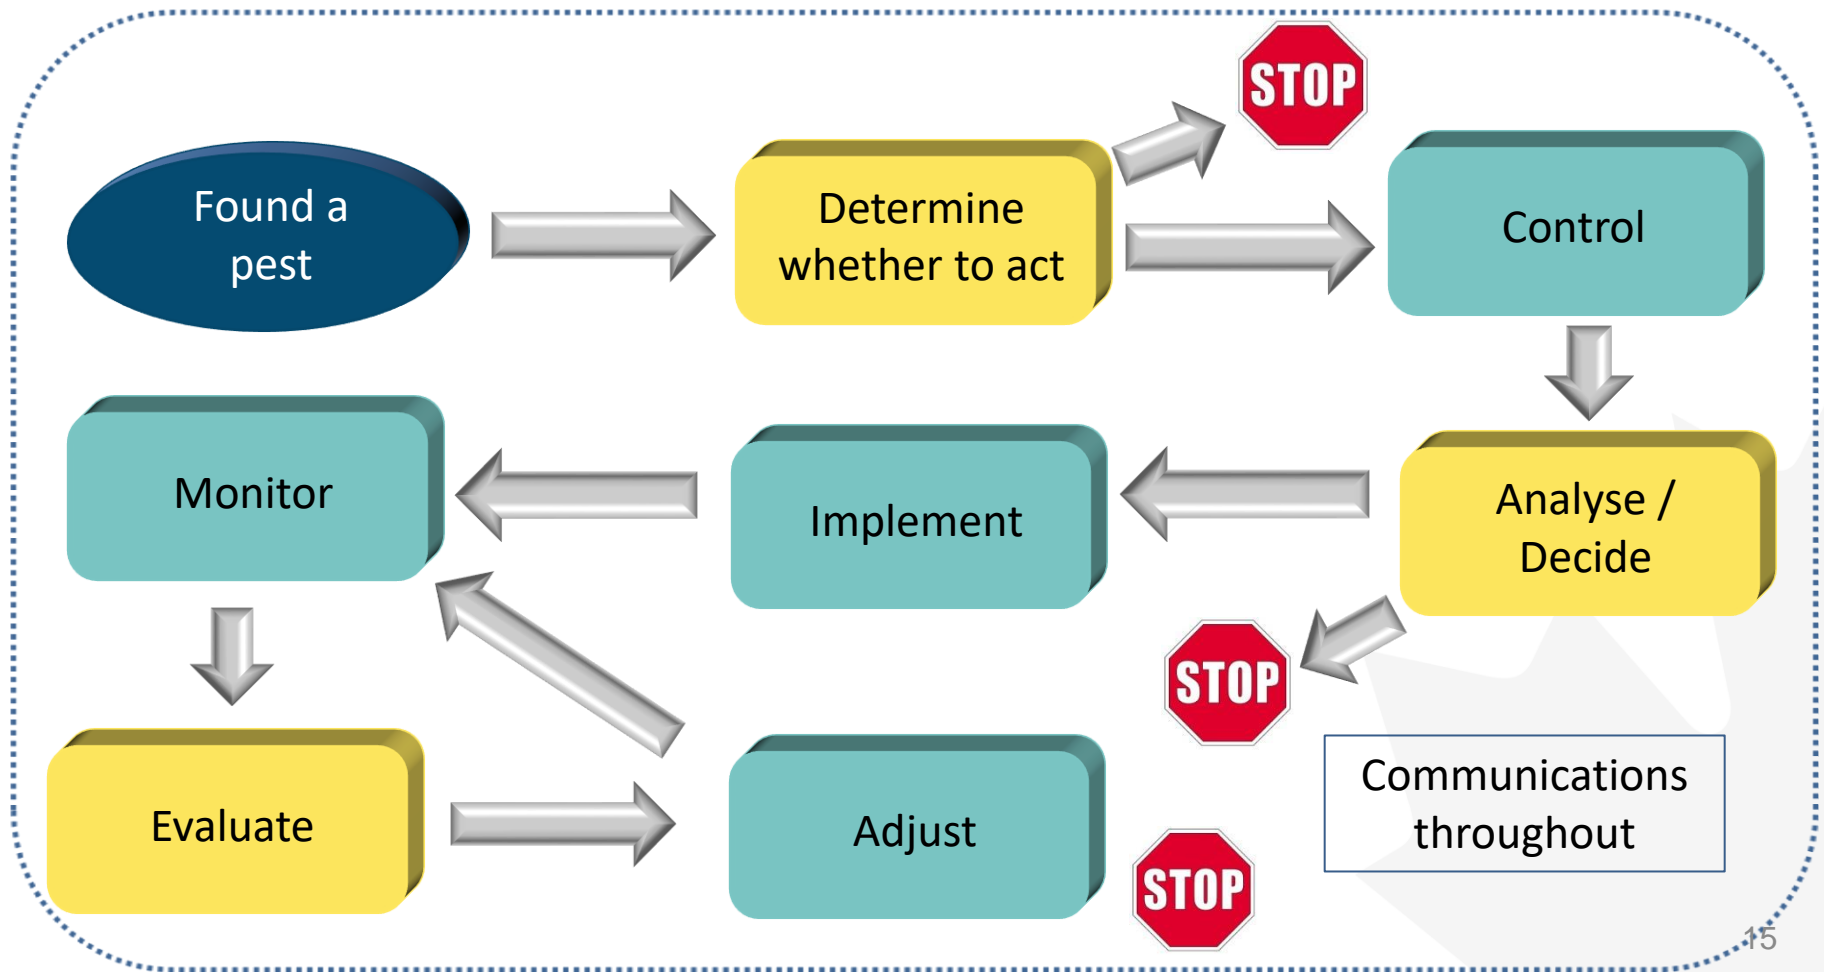 STOP
Found a
pest
Determine
whether to act
Control
Monitor
Implement
Analyse /
Decide
STOP
Evaluate
Adjust
STOP
Communications
throughout
15